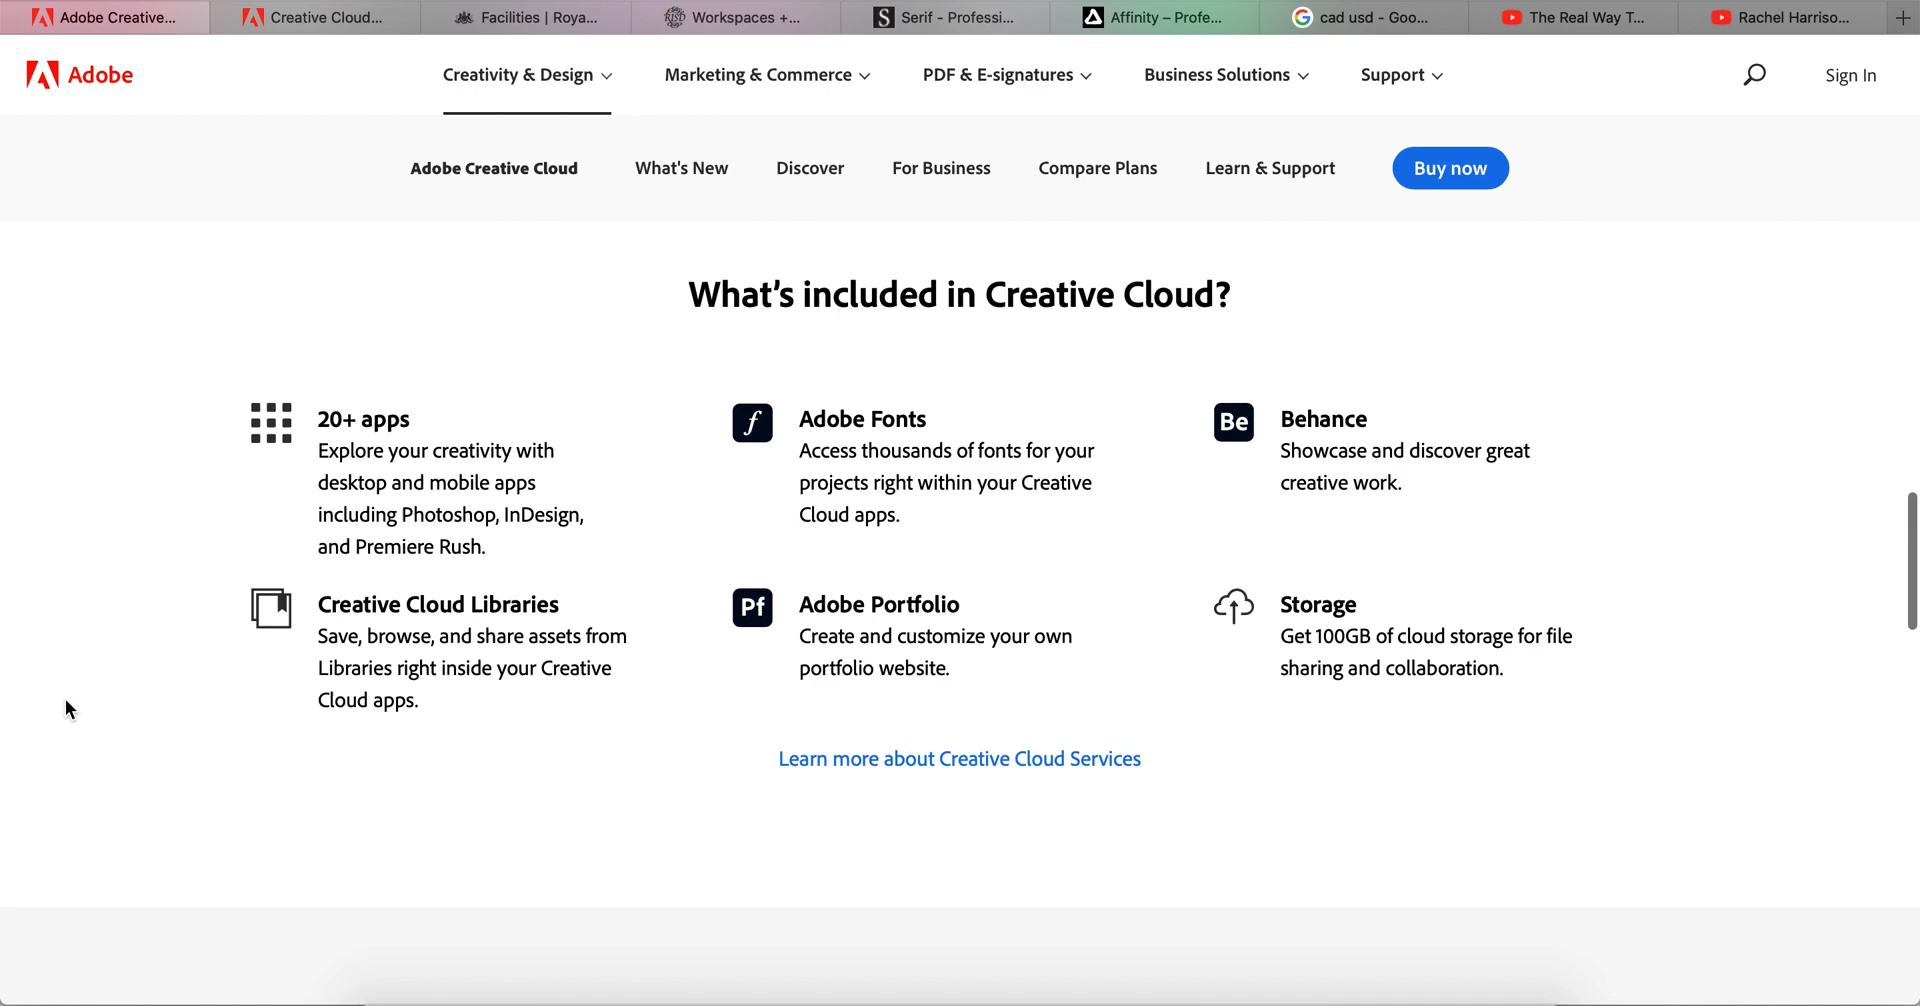 Adobe Creative...
Creative Cloud...
Facilities | Roya...
RISD Workspaces +...
S Serif - Professi...
Affinity – Profe...
G cad usd - Goo...
The Real Way T...
Rachel Harriso...
Adobe
Creativity & Design
Marketing & Commerce
PDF & E-signatures
Business Solutions
Support
Sign In
Adobe Creative Cloud
What's New
Discover
For Business
Compare Plans
Learn & Support
Buy now
What’s included in Creative Cloud?
20+ apps
Explore your creativity with
desktop and mobile apps
including Photoshop, InDesign,
and Premiere Rush.
f
Adobe Fonts
Access thousands of fonts for your
projects right within your Creative
Cloud apps.
Be
Behance
Showcase and discover great
creative work.
Creative Cloud Libraries
Save, browse, and share assets from
Libraries right inside your Creative
Cloud apps.
Pf
Adobe Portfolio
Create and customize your own
portfolio website.
Storage
Get 100GB of cloud storage for file
sharing and collaboration.
Learn more about Creative Cloud Services